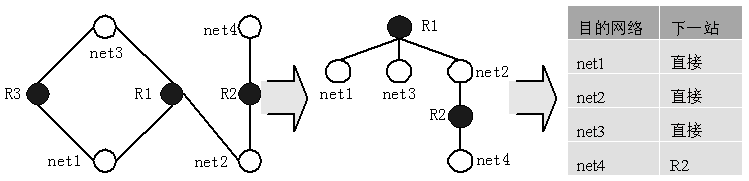 net3
R3
R1
net1
net4
R2
net2
R1
net1
net3
net2
R2
net4
目的网络 下一站
net1 直接
net2 直接
net3 直接
net4 R2